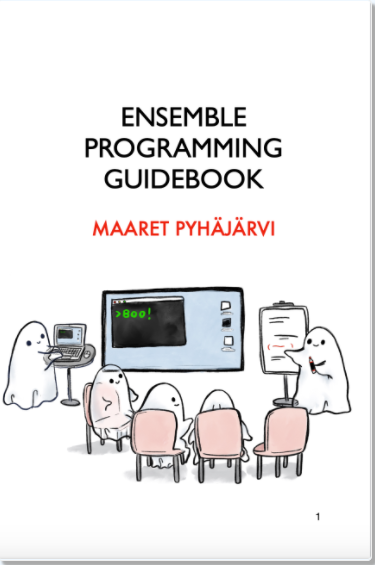 ENSEMBLE
PROGRAMMING
GUIDEBOOK
MAARET PYHÄJÄRVI
>Boo!
1